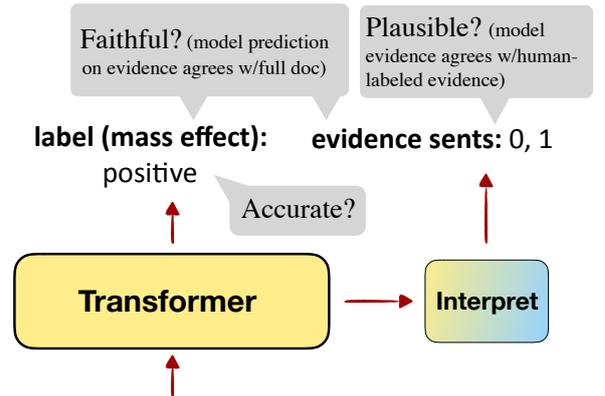 Faithful? (model prediction
on evidence agrees w/full doc)
Plausible? (model
evidence agrees w/human-
labeled evidence)
label (mass effect):
positive
evidence sents: 0, 1
Accurate?
Transformer
Interpret